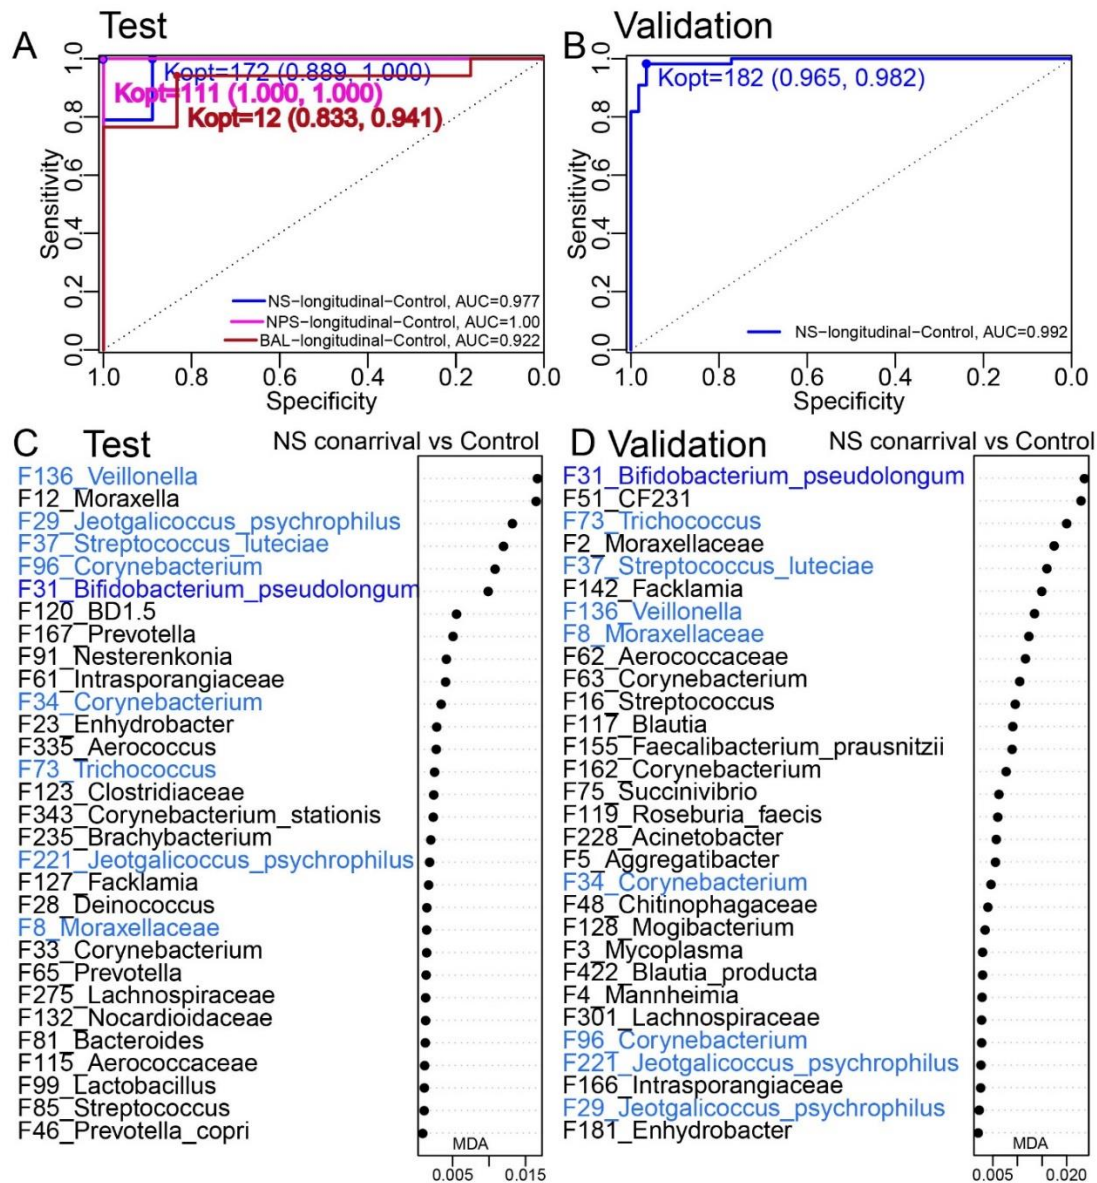 A Test
Sensitivity
0.0 0.2 0.4 0.6 0.8 1.0
Kopt=172 (0.889, 1.000)
Kopt=111 (1.000, 1.000)
Kopt=12 (0.833, 0.941)
NS-longitudinal-Control, AUC=0.977
NPS-longitudinal-Control, AUC=1.00
BAL-longitudinal-Control, AUC=0.922
1.0 0.8 0.6 0.4 0.2 0.0
Specificity
B Validation
Sensitivity
0.0 0.2 0.4 0.6 0.8 1.0
Kopt=182 (0.965, 0.982)
NS-longitudinal-Control, AUC=0.992
1.0 0.8 0.6 0.4 0.2 0.0
Specificity
C Test
NS conarrival vs Control
F136_Veillonella
F12_Moraxella
F29_Jeotgalicoccus_psychrophilus
F37_Streptococcus_luteciae
F96_Corynebacterium
F31_Bifidobacterium_pseudolongum
F120_BD1.5
F167_Prevotella
F91_Nesterenkonia
F61_Intrasporangiaceae
F34_Corynebacterium
F23_Enhydrobacter
F335_Aerococcus
F73_Trichococcus
F123_Clostridiaceae
F343_Corynebacterium_stationis
F235_Brachybacterium
F221_Jeotgalicoccus_psychrophilus
F127_Facklamia
F28_Deinococcus
F8_Moraxellaceae
F33_Corynebacterium
F65_Prevotella
F275_Lachnospiraceae
F132_Nocardioidaceae
F81_Bacteroides
F115_Aerococcaceae
F99_Lactobacillus
F85_Streptococcus
F46_Prevotella_copri
MDA
0.005 0.015
D Validation
NS conarrival vs Control
F31_Bifidobacterium_pseudolongum
F51_CF231
F73_Trichococcus
F2_Moraxellaceae
F37_Streptococcus_luteciae
F142_Facklamia
F136_Veillonella
F8_Moraxellaceae
F62_Aerococcaceae
F63_Corynebacterium
F16_Streptococcus
F117_Blautia
F155_Faecalibacterium_prausnitzii
F162_Corynebacterium
F75_Succinivibrio
F119_Roseburia_faecis
F228_Acinetobacter
F5_Aggregatibacter
F34_Corynebacterium
F48_Chitinophagaceae
F128_Mogibacterium
F3_Mycoplasma
F422_Blautia_producta
F4_Mannheimia
F301_Lachnospiraceae
F96_Corynebacterium
F221_Jeotgalicoccus_psychrophilus
F166_Intrasporangiaceae
F29_Jeotgalicoccus_psychrophilus
F181_Enhydrobacter
MDA
0.005 0.020